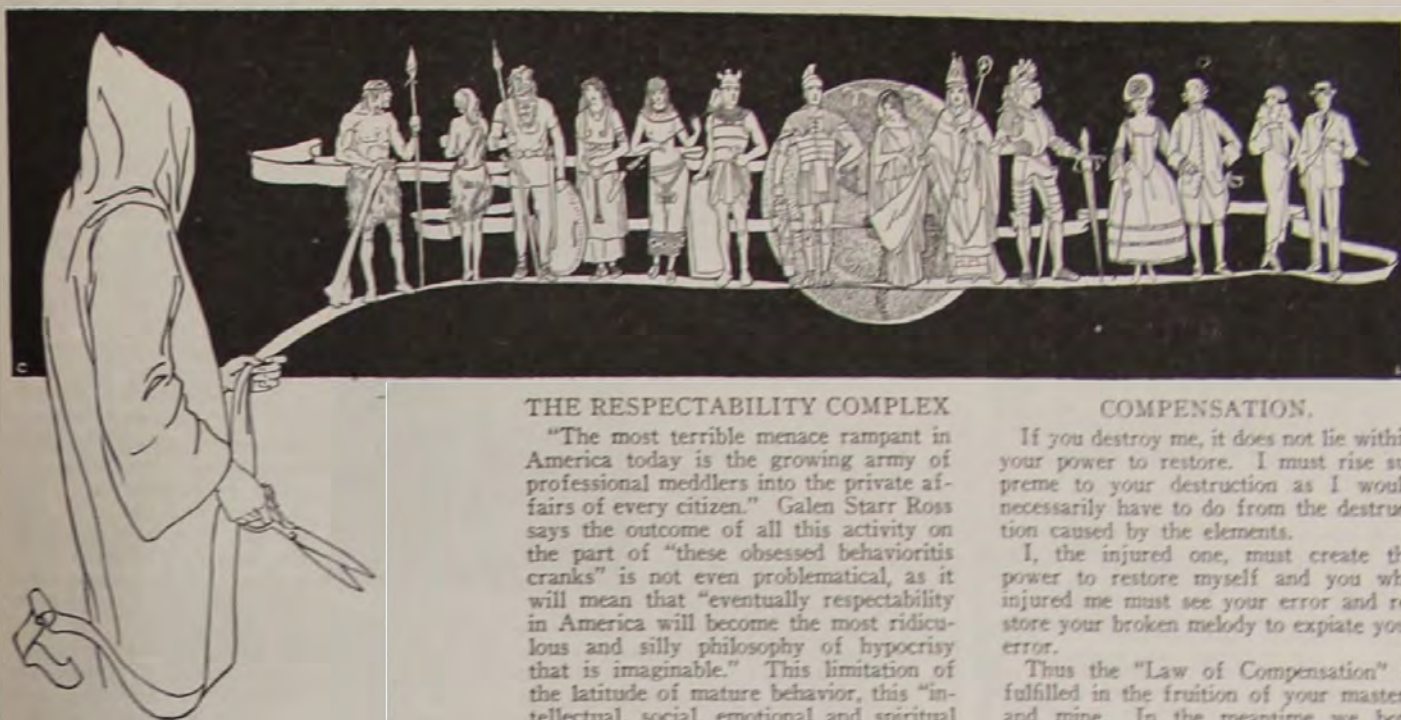 THE RESPECTABILITY COMPLEX
"The most terrible menace rampant in
America today is the growing army of
professional meddlers into the private af-
fairs of every citizen." Galen Starr Ross
says the outcome of all this activity on
the part of "these obsessed behavioritis
cranks" is not even problematical, as it
will mean that "eventually respectability
in America will become the most ridicu-
lous and silly philosophy of hypocrisy
that is imaginable." This limitation of
the latitude of mature behavior, this "in-
tellectual, social, emotional and spiritual
COMPENSATION.
If you destroy me, it does not lie withi
your power to restore. I must rise su
preme to your destruction as I woul
necessarily have to do from the destruc
tion caused by the elements.
I, the injured one, must create th
power to restore myself and you wh
injured me must see your error and re
store your broken melody to expiate you
error.
Thus the "Law of Compensation"
fulfilled in the fruition of your master
and mine. In the